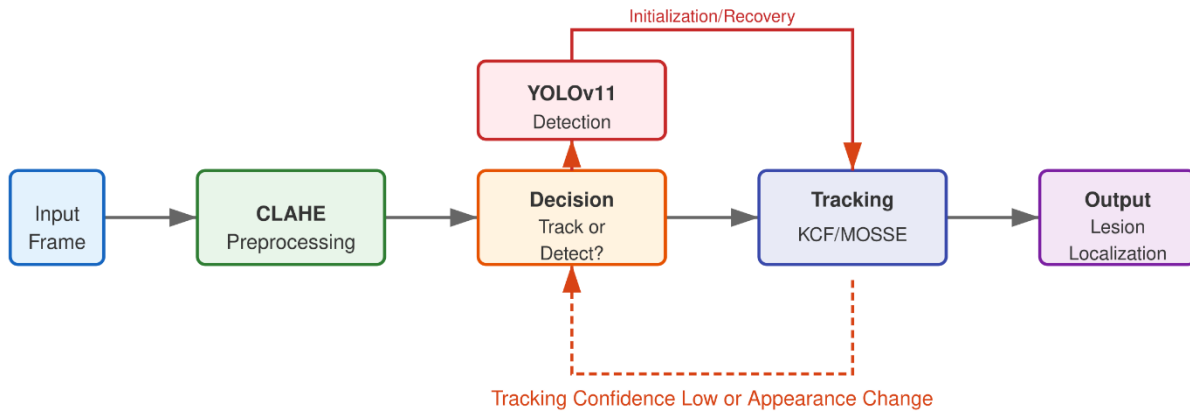 Initialization/Recovery
YOLOv11
Detection
Input
Frame
CLAHE
Preprocessing
Decision
Track or
Detect?
Tracking
KCF/MOSSE
Output
Lesion
Localization
Tracking Confidence Low or Appearance Change